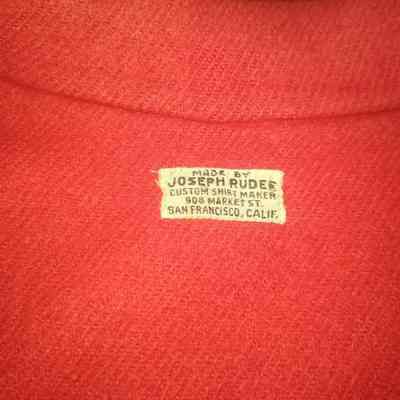 MADE BY
JOSEPH RUDEE
CUSTOM SHIRT MAKER
908 MARKET ST.
SAN FRANCISCO, CALIF.